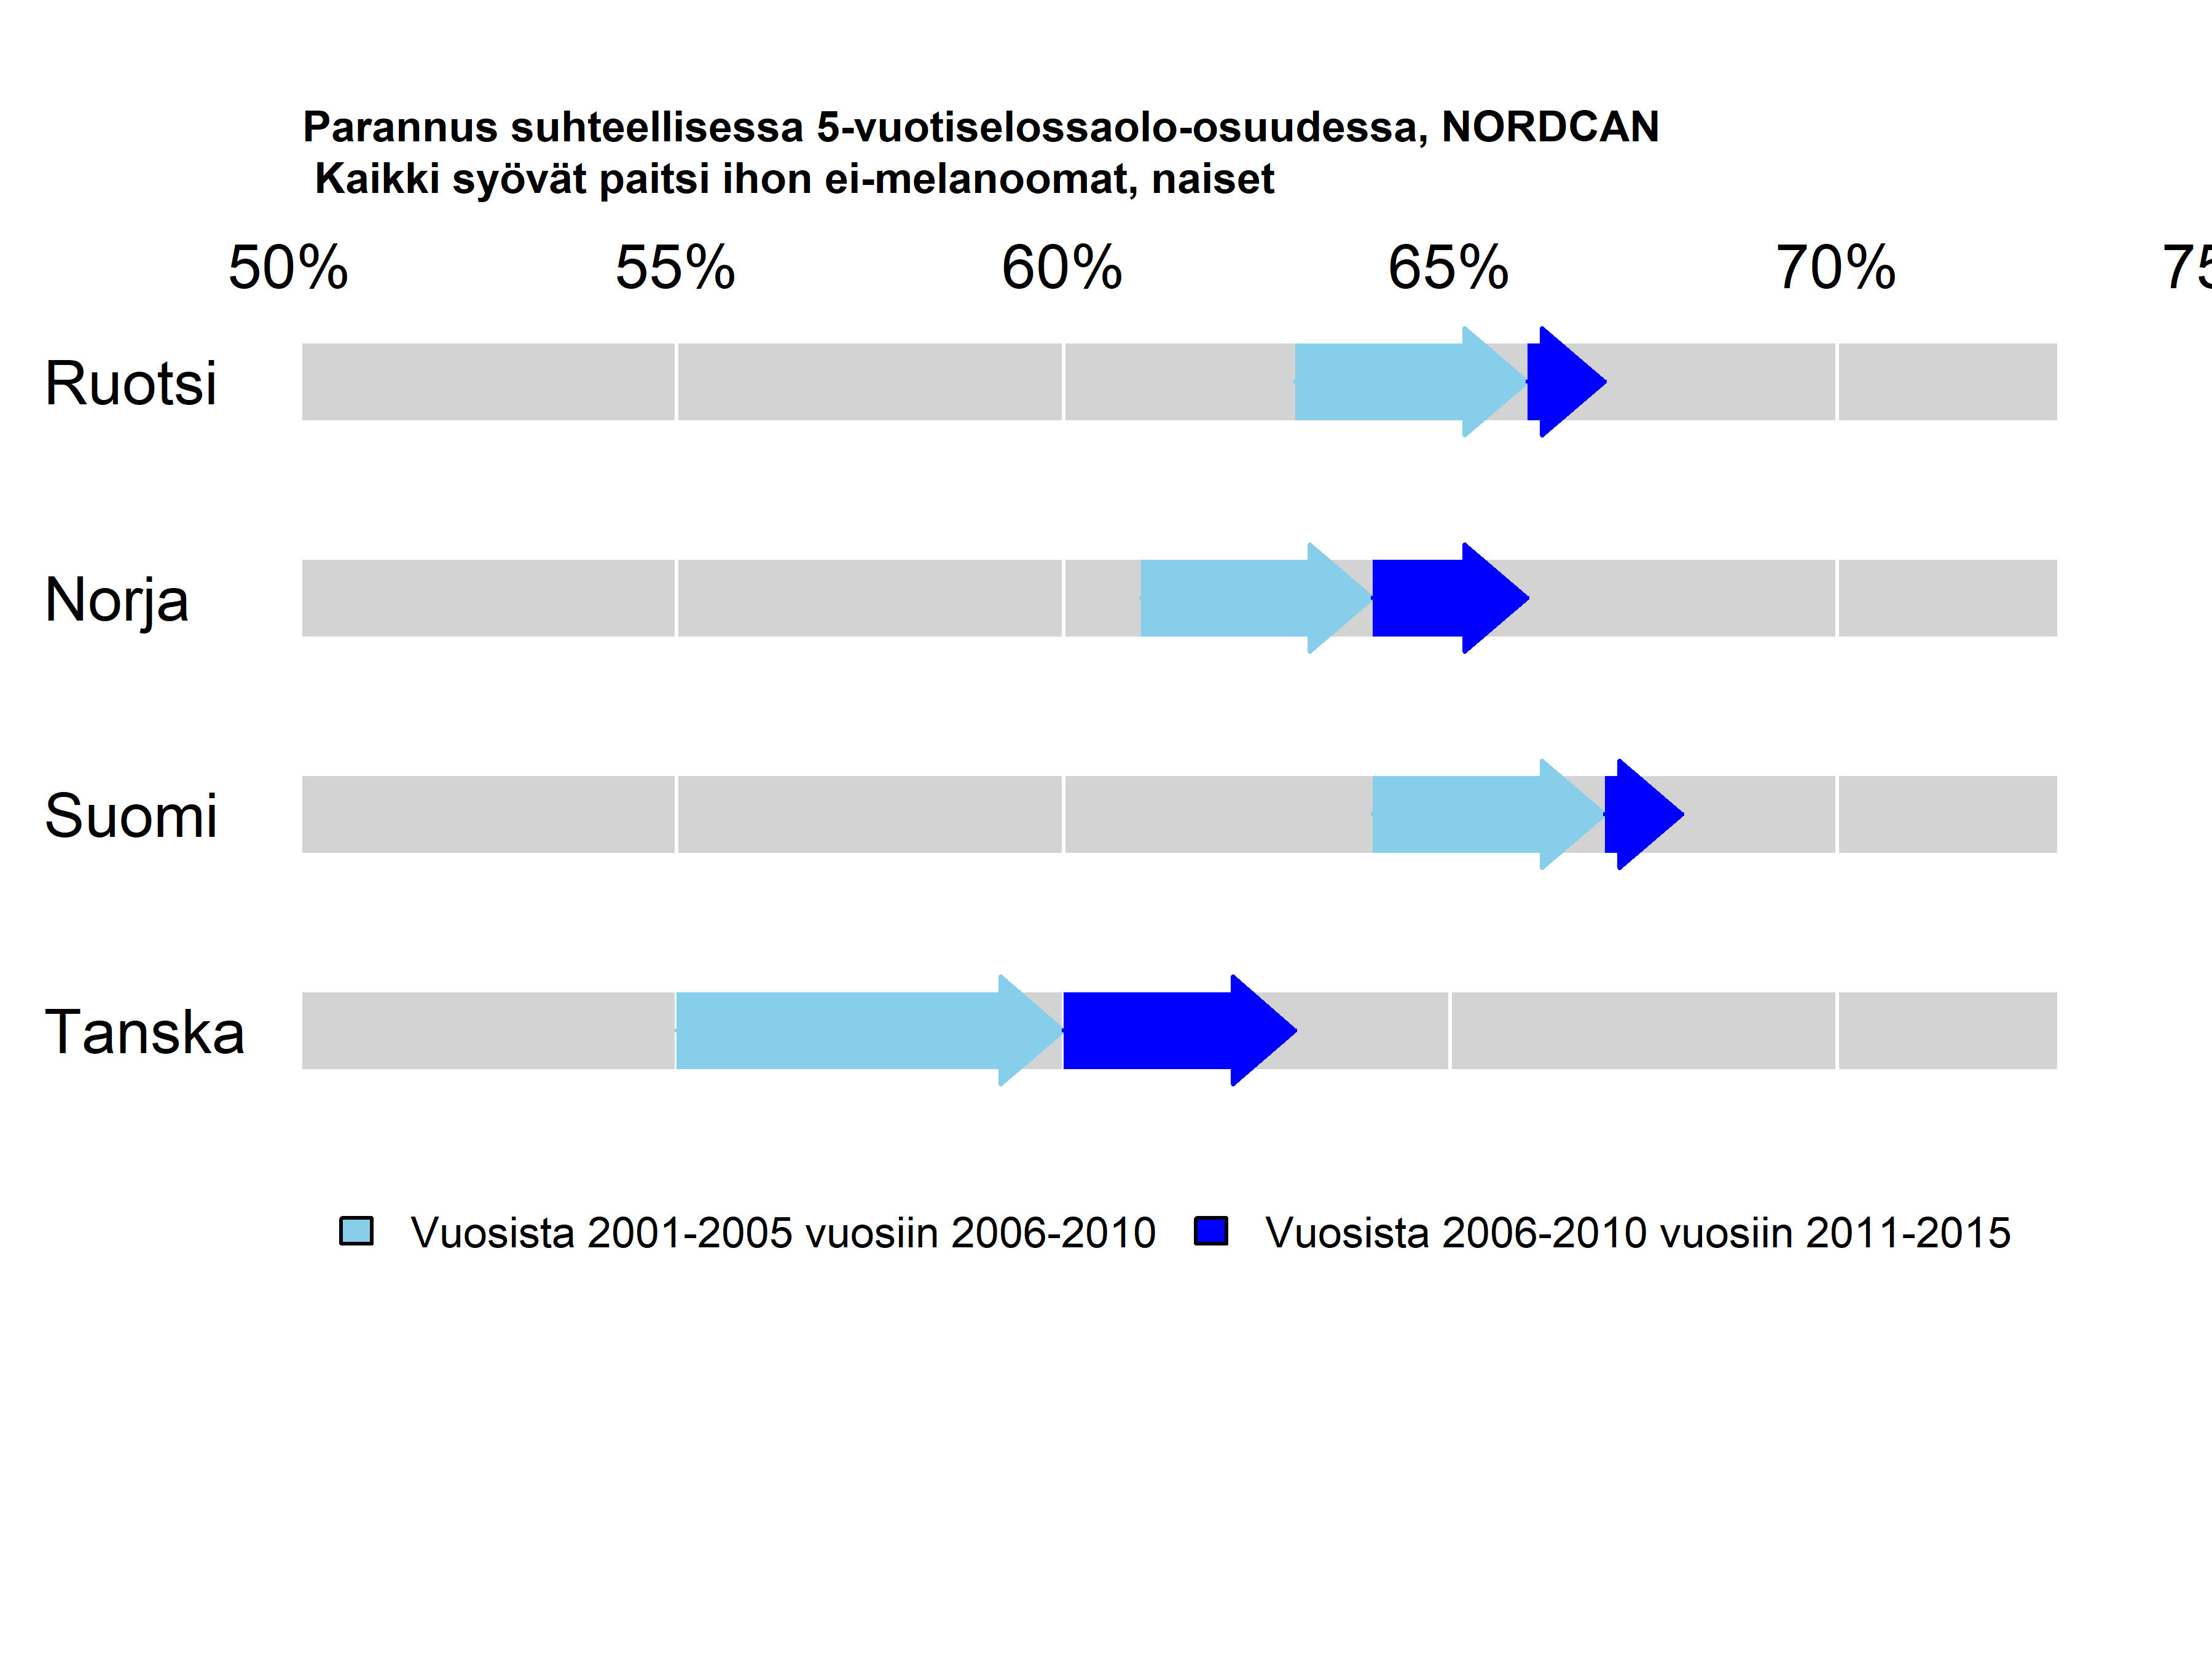 Parannus suhteellisessa 5-vuotiselossaolo-osuudessa, NORDCAN
Kaikki syövät paitsi ihon ei-melanoomat, naiset
50% 55% 60% 65% 70% 75
Ruotsi
Norja
Suomi
Tanska
Vuosista 2001-2005 vuosiin 2006-2010 Vuosista 2006-2010 vuosiin 2011-2015